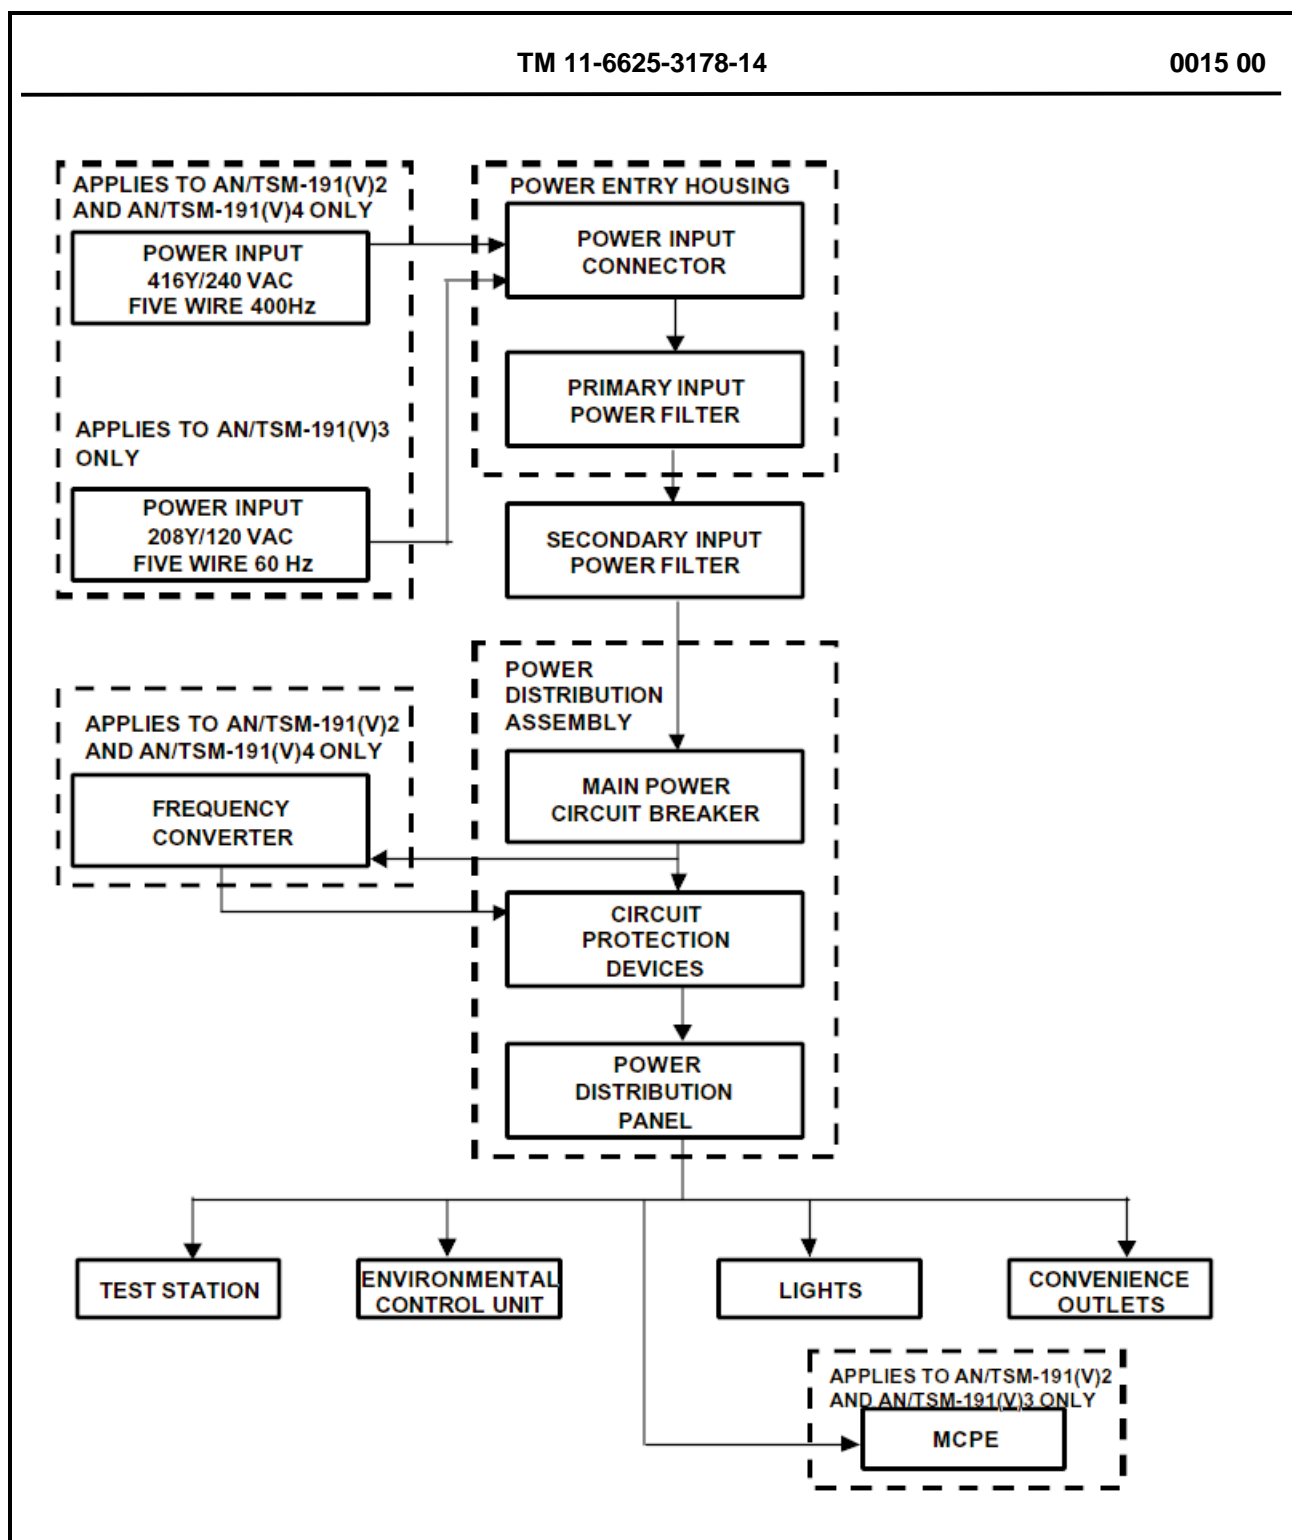 TM 11-6625-3178-14
0015 00
APPLIES TO AN/TSM-191(V)2
AND AN/TSM-191(V)4 ONLY
POWER INPUT
416Y/240 VAC
FIVE WIRE 400Hz
APPLIES TO AN/TSM-191(V)3
ONLY
POWER INPUT
208Y/120 VAC
FIVE WIRE 60 Hz
POWER ENTRY HOUSING
POWER INPUT
CONNECTOR
PRIMARY INPUT
POWER FILTER
SECONDARY INPUT
POWER FILTER
POWER
DISTRIBUTION
ASSEMBLY
MAIN POWER
CIRCUIT BREAKER
APPLIES TO AN/TSM-191(V)2
AND AN/TSM-191(V)4 ONLY
FREQUENCY
CONVERTER
CIRCUIT
PROTECTION
DEVICES
POWER
DISTRIBUTION
PANEL
TEST STATION
ENVIRONMENTAL
CONTROL UNIT
LIGHTS
CONVENIENCE
OUTLETS
APPLIES TO AN/TSM-191(V)2
AND AN/TSM-191(V)3 ONLY
MCPE